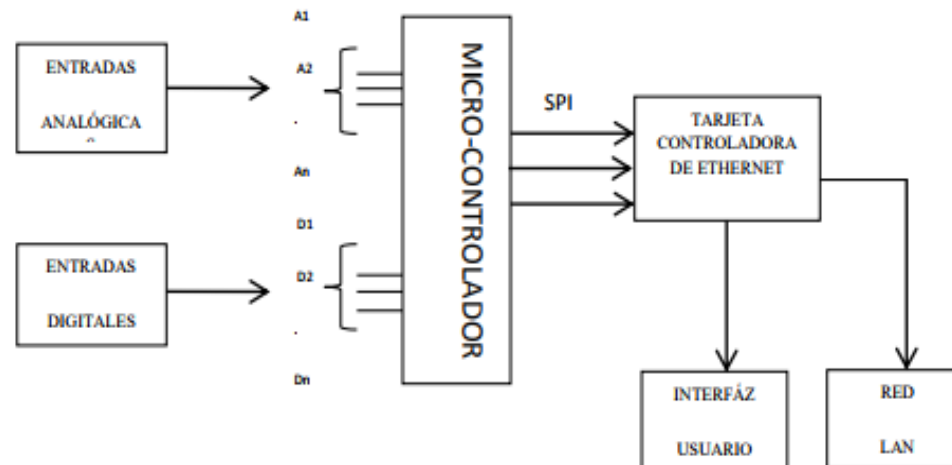 ENTRADAS
ANALÓGICA
A1
A2
.
An
D1
ENTRADAS
DIGITALES
D2
.
Dn
MICRO-CONTROLADOR
SPI
TARJETA
CONTROLADORA
DE ETHERNET
INTERFÁZ
USUARIO
RED
LAN